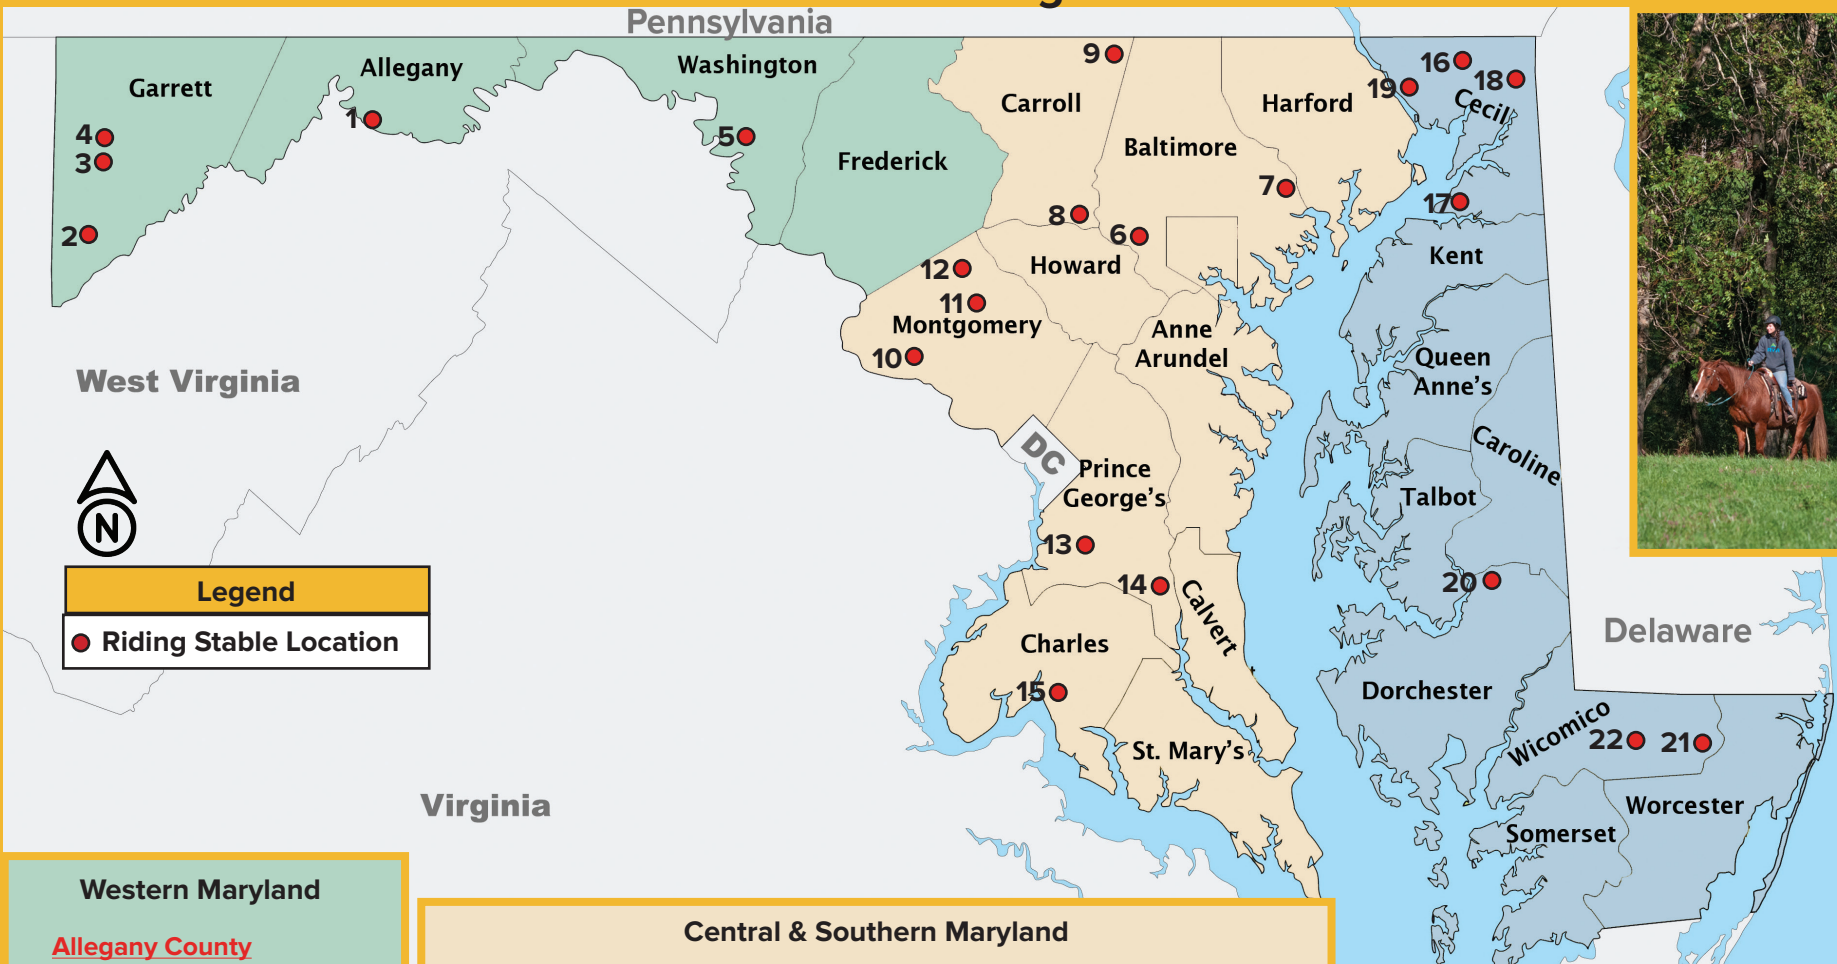 Pennsylvania
Garrett
Allegany
Washington
Frederick
Carroll
Baltimore
Harford
Cecil
9
16
18
19
1
4
3
5
2
7
17
8
6
12
11
10
Howard
Kent
Montgomery
Anne
Arundel
Queen
Anne's
Caroline
Talbot
West Virginia
DC
Prince
George's
N
13
14
20
Calvert
Legend
Riding Stable Location
Charles
15
Delaware
Dorchester
Wicomico
22
21
St. Mary's
Worcester
Somerset
Virginia
Western Maryland
Allegany County
Central & Southern Maryland